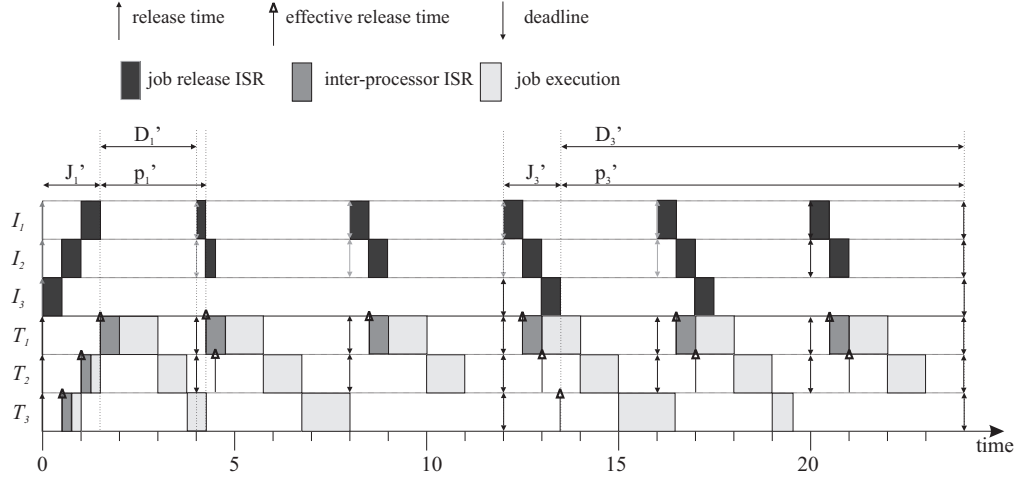 release time effective release time deadline
job release ISR inter-processor ISR job execution
D₁’ D₃’
J₁’ p₁’ J₃’ p₃’
I₁
I₂
I₃
T₁
T₂
T₃
0 5 10 15 20 time